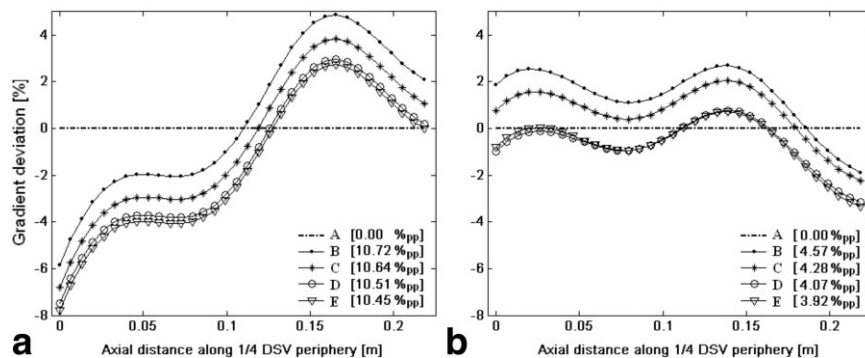 4
2
0
-2
-4
-6
-8
Gradient deviation [%]
A [0.00 %pp]
B [10.72 %pp]
C [10.64 %pp]
D [10.51 %pp]
E [10.45 %pp]
0 0.05 0.1 0.15 0.2
Axial distance along 1/4 DSV periphery [m]
a
4
2
0
-2
-4
-6
-8
A [0.00 %pp]
B [4.57 %pp]
C [4.28 %pp]
D [4.07 %pp]
E [3.92 %pp]
0 0.05 0.1 0.15 0.2
Axial distance along 1/4 DSV periphery [m]
b